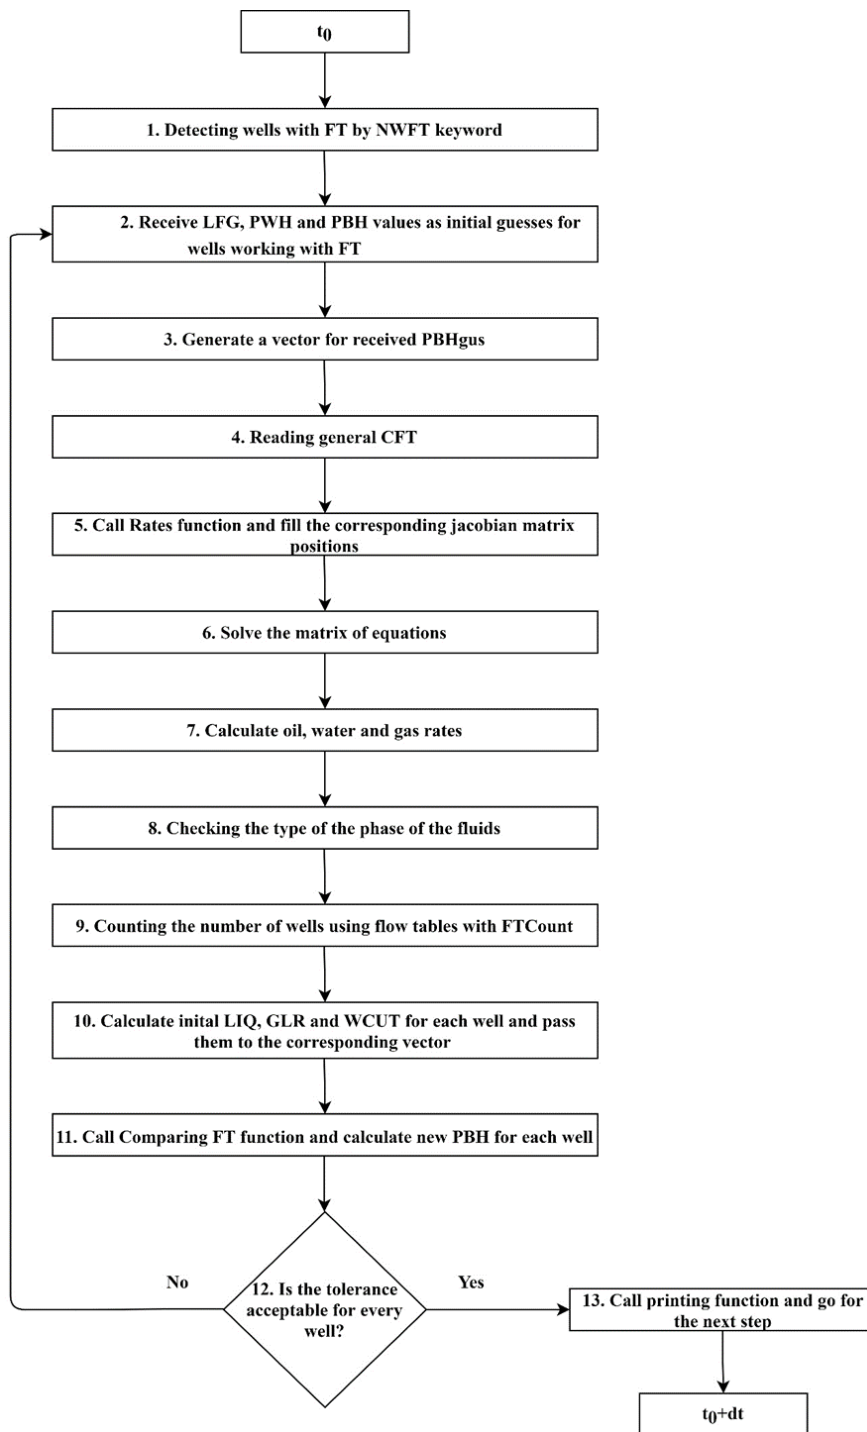 t0
1. Detecting wells with FT by NWFT keyword
2. Receive LFG, PWH and PBH values as initial guesses for
wells working with FT
3. Generate a vector for received PBHgus
4. Reading general CFT
5. Call Rates function and fill the corresponding jacobian matrix
positions
6. Solve the matrix of equations
7. Calculate oil, water and gas rates
8. Checking the type of the phase of the fluids
9. Counting the number of wells using flow tables with FTCount
10. Calculate inital LIQ, GLR and WCUT for each well and pass
them to the corresponding vector
11. Call Comparing FT function and calculate new PBH for each well
No
12. Is the tolerance
acceptable for every
well?
Yes
13. Call printing function and go for
the next step
t0+dt